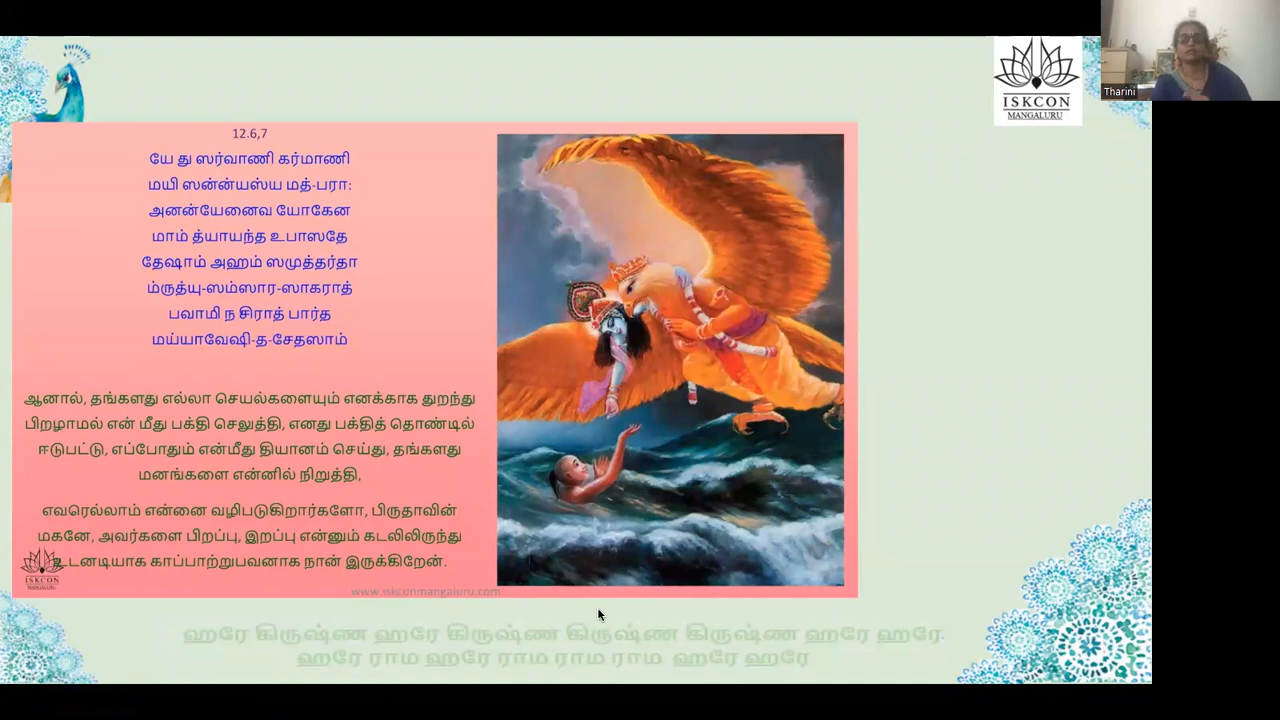 ISKCON
MANGALURU
Tharini
12.6,7
யே து ஸர்வாணி கர்மாணி
மயி ஸன்ன்யஸ்ய மத்-பரா:
அனன்யேனைவ யோகேன
மாம் த்யாயந்த உபாஸதே
தேஷாம் அஹம் ஸமுத்தர்தா
ம்ருத்யு-ஸம்ஸார-ஸாகராத்
பவாமி ந சிராத் பார்த
மய்யாவேஷி-த-சேதஸாம்
ஆனால், தங்களது எல்லா செயல்களையும் எனக்காக துறந்து
பிறழாமல் என் மீது பக்தி செலுத்தி, எனது பக்தித் தொண்டில்
ஈடுபட்டு, எப்போதும் என்மீது தியானம் செய்து, தங்களது
மனங்களை என்னில் நிறுத்தி,
எவரெல்லாம் என்னை வழிபடுகிறார்களோ, பிருதாவின்
மகனே, அவர்களை பிறப்பு, இறப்பு என்னும் கடலிலிருந்து
உடனடியாக காப்பாற்றுபவனாக நான் இருக்கிறேன்.
ISKCON
MANGALURU
www.iskconmangaluru.com
ஹரே கிருஷ்ண ஹரே கிருஷ்ண கிருஷ்ண கிருஷ்ண ஹரே ஹரே
ஹரே ராம ஹரே ராம ராம ராம ஹரே ஹரே